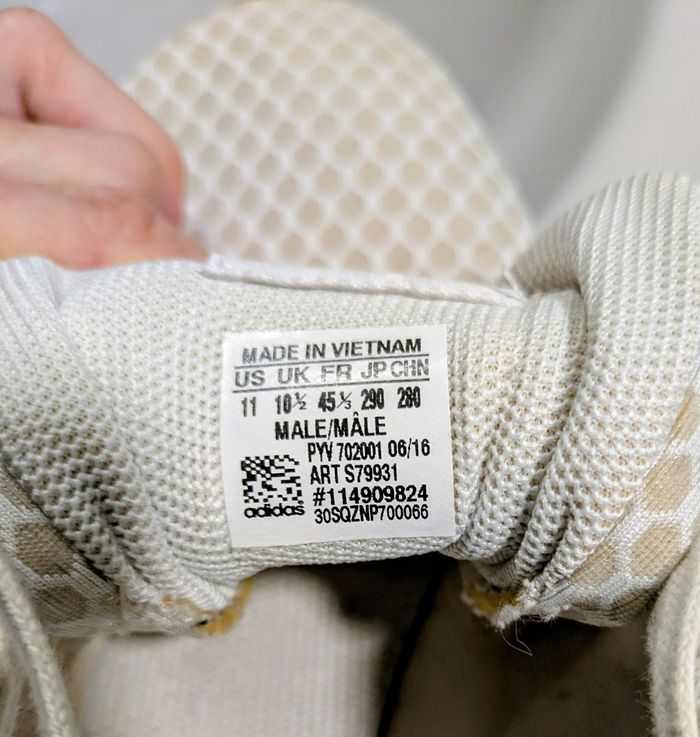 MADE IN VIETNAM
US UK FR JP CHN
11 10½ 45⅓ 290 280
MALE/MÂLE
PYV 702001 06/16
ART S79931
#114909824
adidas 30SQZNP700066